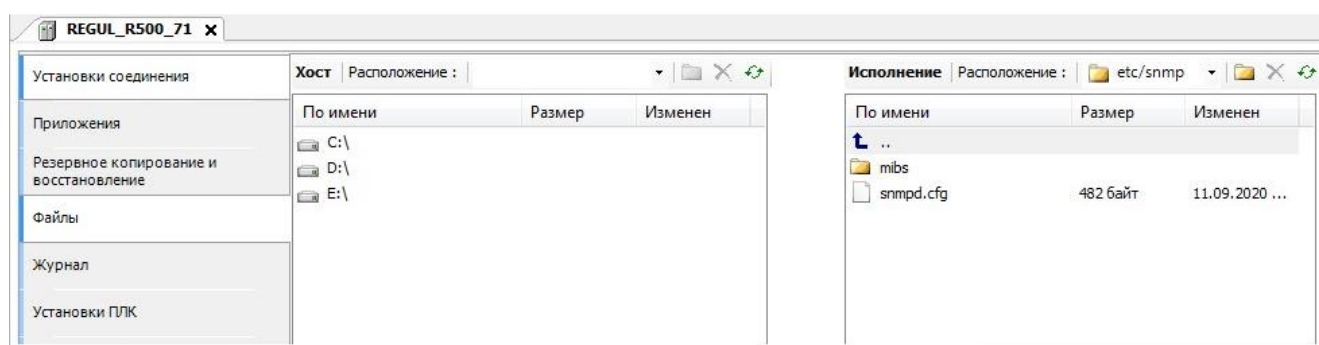 REGUL_R500_71 x
Установки соединения
Приложения
Резервное копирование и
восстановление
Файлы
Журнал
Установки ПЛК
Хост Расположение :
По имени Размер Изменен
C:\
D:\
E:\
Исполнение Расположение : etc/snmp
По имени Размер Изменен
..
mibs
snmpd.cfg 482 байт 11.09.2020 ...